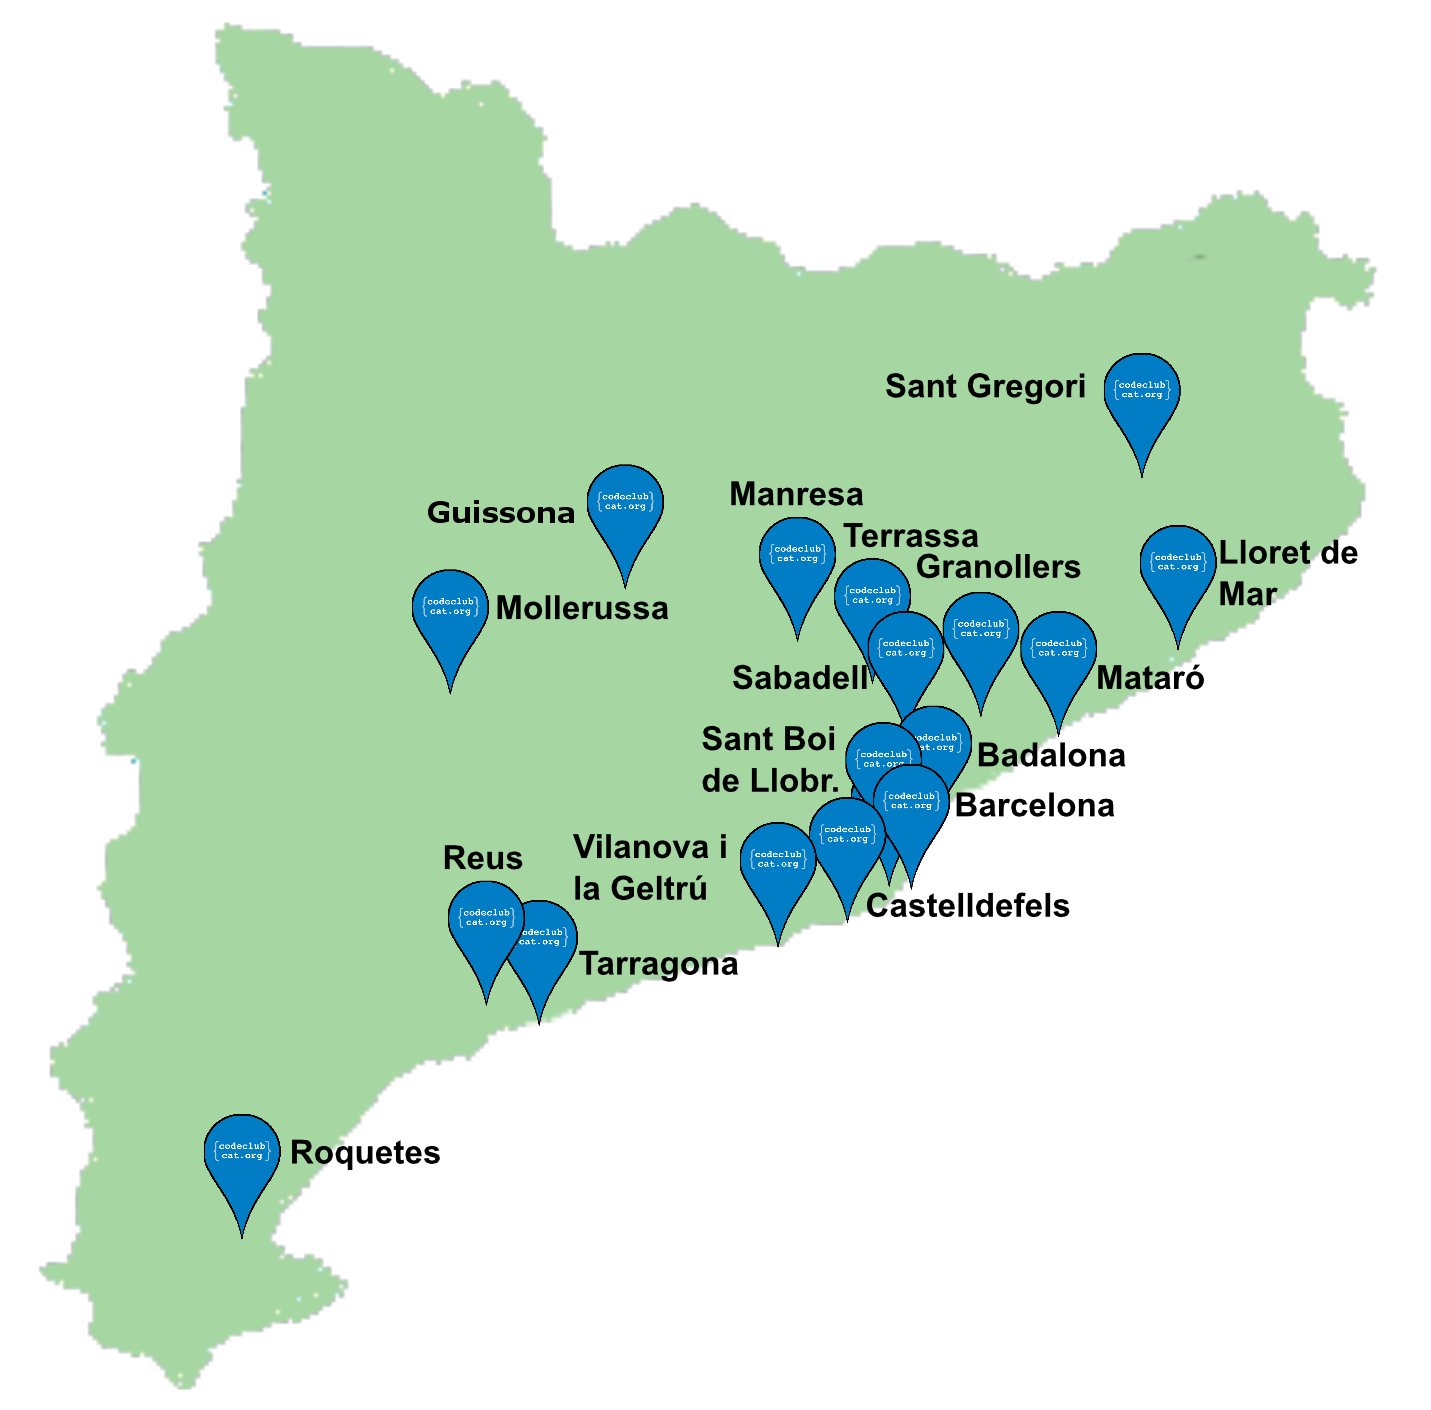 Sant Gregori
{codeclub
cat.org}
Manresa
Guissona
{codeclub
cat.org}
{codeclub
cat.org}
Terrassa
Lloret de
Mar
{codeclub
cat.org}
Granollers
{codeclub
cat.org}
Mollerussa
{codeclub
cat.org}
{codeclub
cat.org}
Sabadell
{codeclub
cat.org}
{codeclub
cat.org}
Mataró
Sant Boi
de Llobr.
{codeclub
cat.org
codeclub}
cat.org}
Badalona
{codeclub
cat.org}
Barcelona
Vilanova i
la Geltrú
{codeclub
cat.org}
{codeclub
cat.org}
Castelldefels
Reus
{codeclub
cat.org}
codeclub}
cat.org}
Tarragona
{codeclub
cat.org}
Roquetes